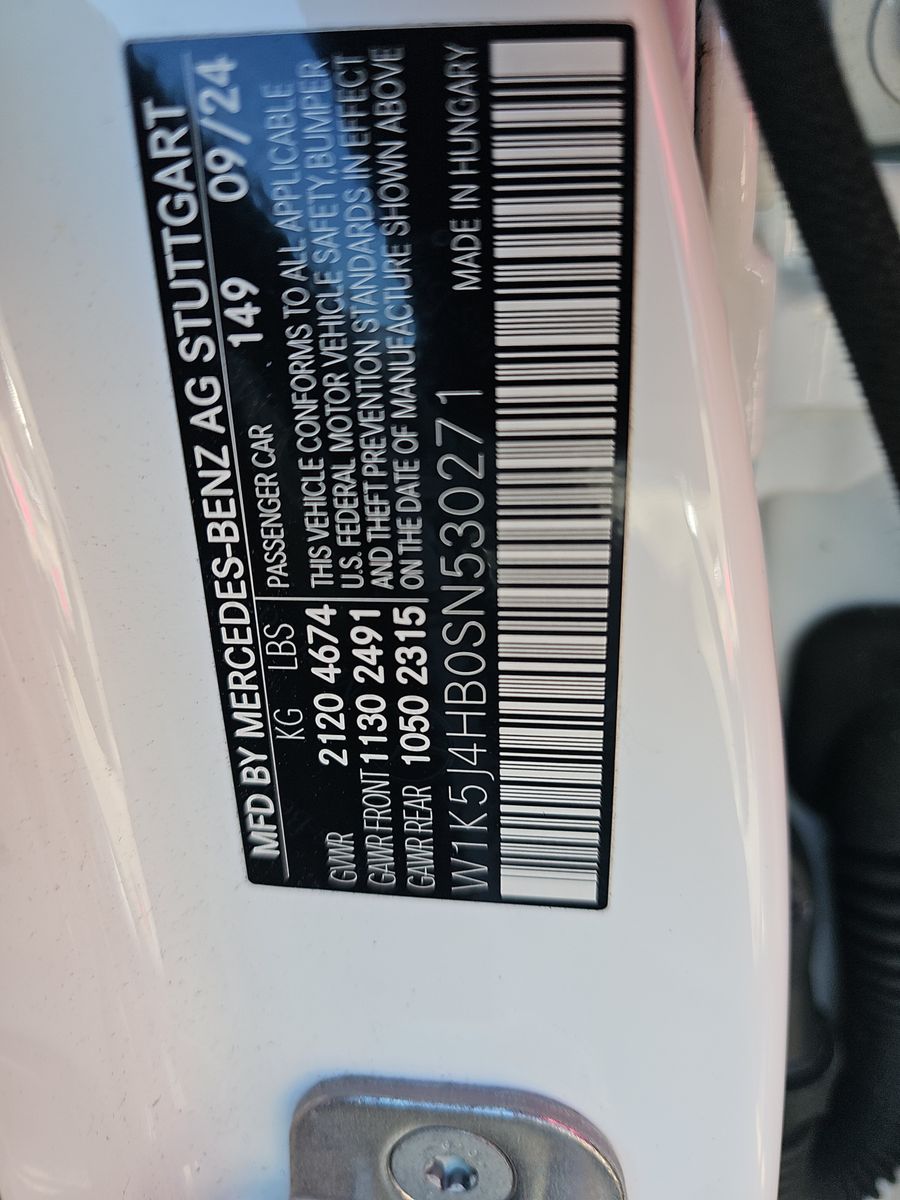 MFD BY MERCEDES-BENZ AG STUTTGART
149 09/24
KG LBS PASSENGER CAR
GVWR 2120 4674 THIS VEHICLE CONFORMS TO ALL APPLICABLE
U.S. FEDERAL MOTOR VEHICLE SAFETY,BUMPER
GAWR FRONT 1130 2491 AND THEFT PREVENTION STANDARDS IN EFFECT
GAWR REAR 1050 2315 ON THE DATE OF MANUFACTURE SHOWN ABOVE
W1K5J4HB0SN530271 MADE IN HUNGARY